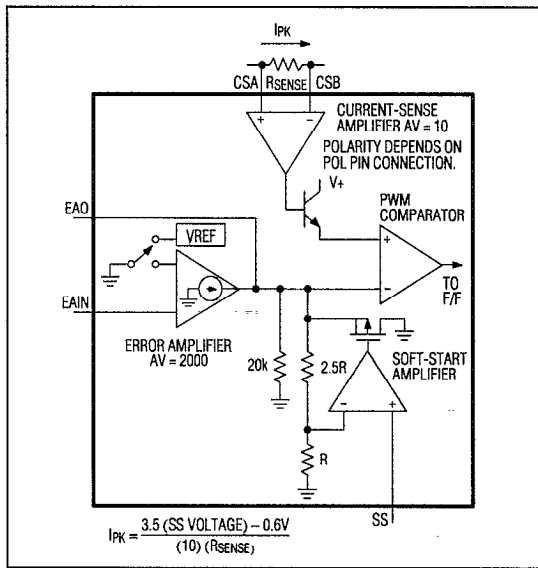 IPK
CSA RSENSE CSB
CURRENT-SENSE
AMPLIFIER AV = 10
POLARITY DEPENDS ON
POL PIN CONNECTION.
V+
PWM
COMPARATOR
EAO
VREF
+
−
TO
F/F
EAIN
ERROR AMPLIFIER
AV = 2000
20k
2.5R
SOFT-START
AMPLIFIER
R
SS
IPK = 3.5 (SS VOLTAGE) – 0.6V
(10) (RSENSE)